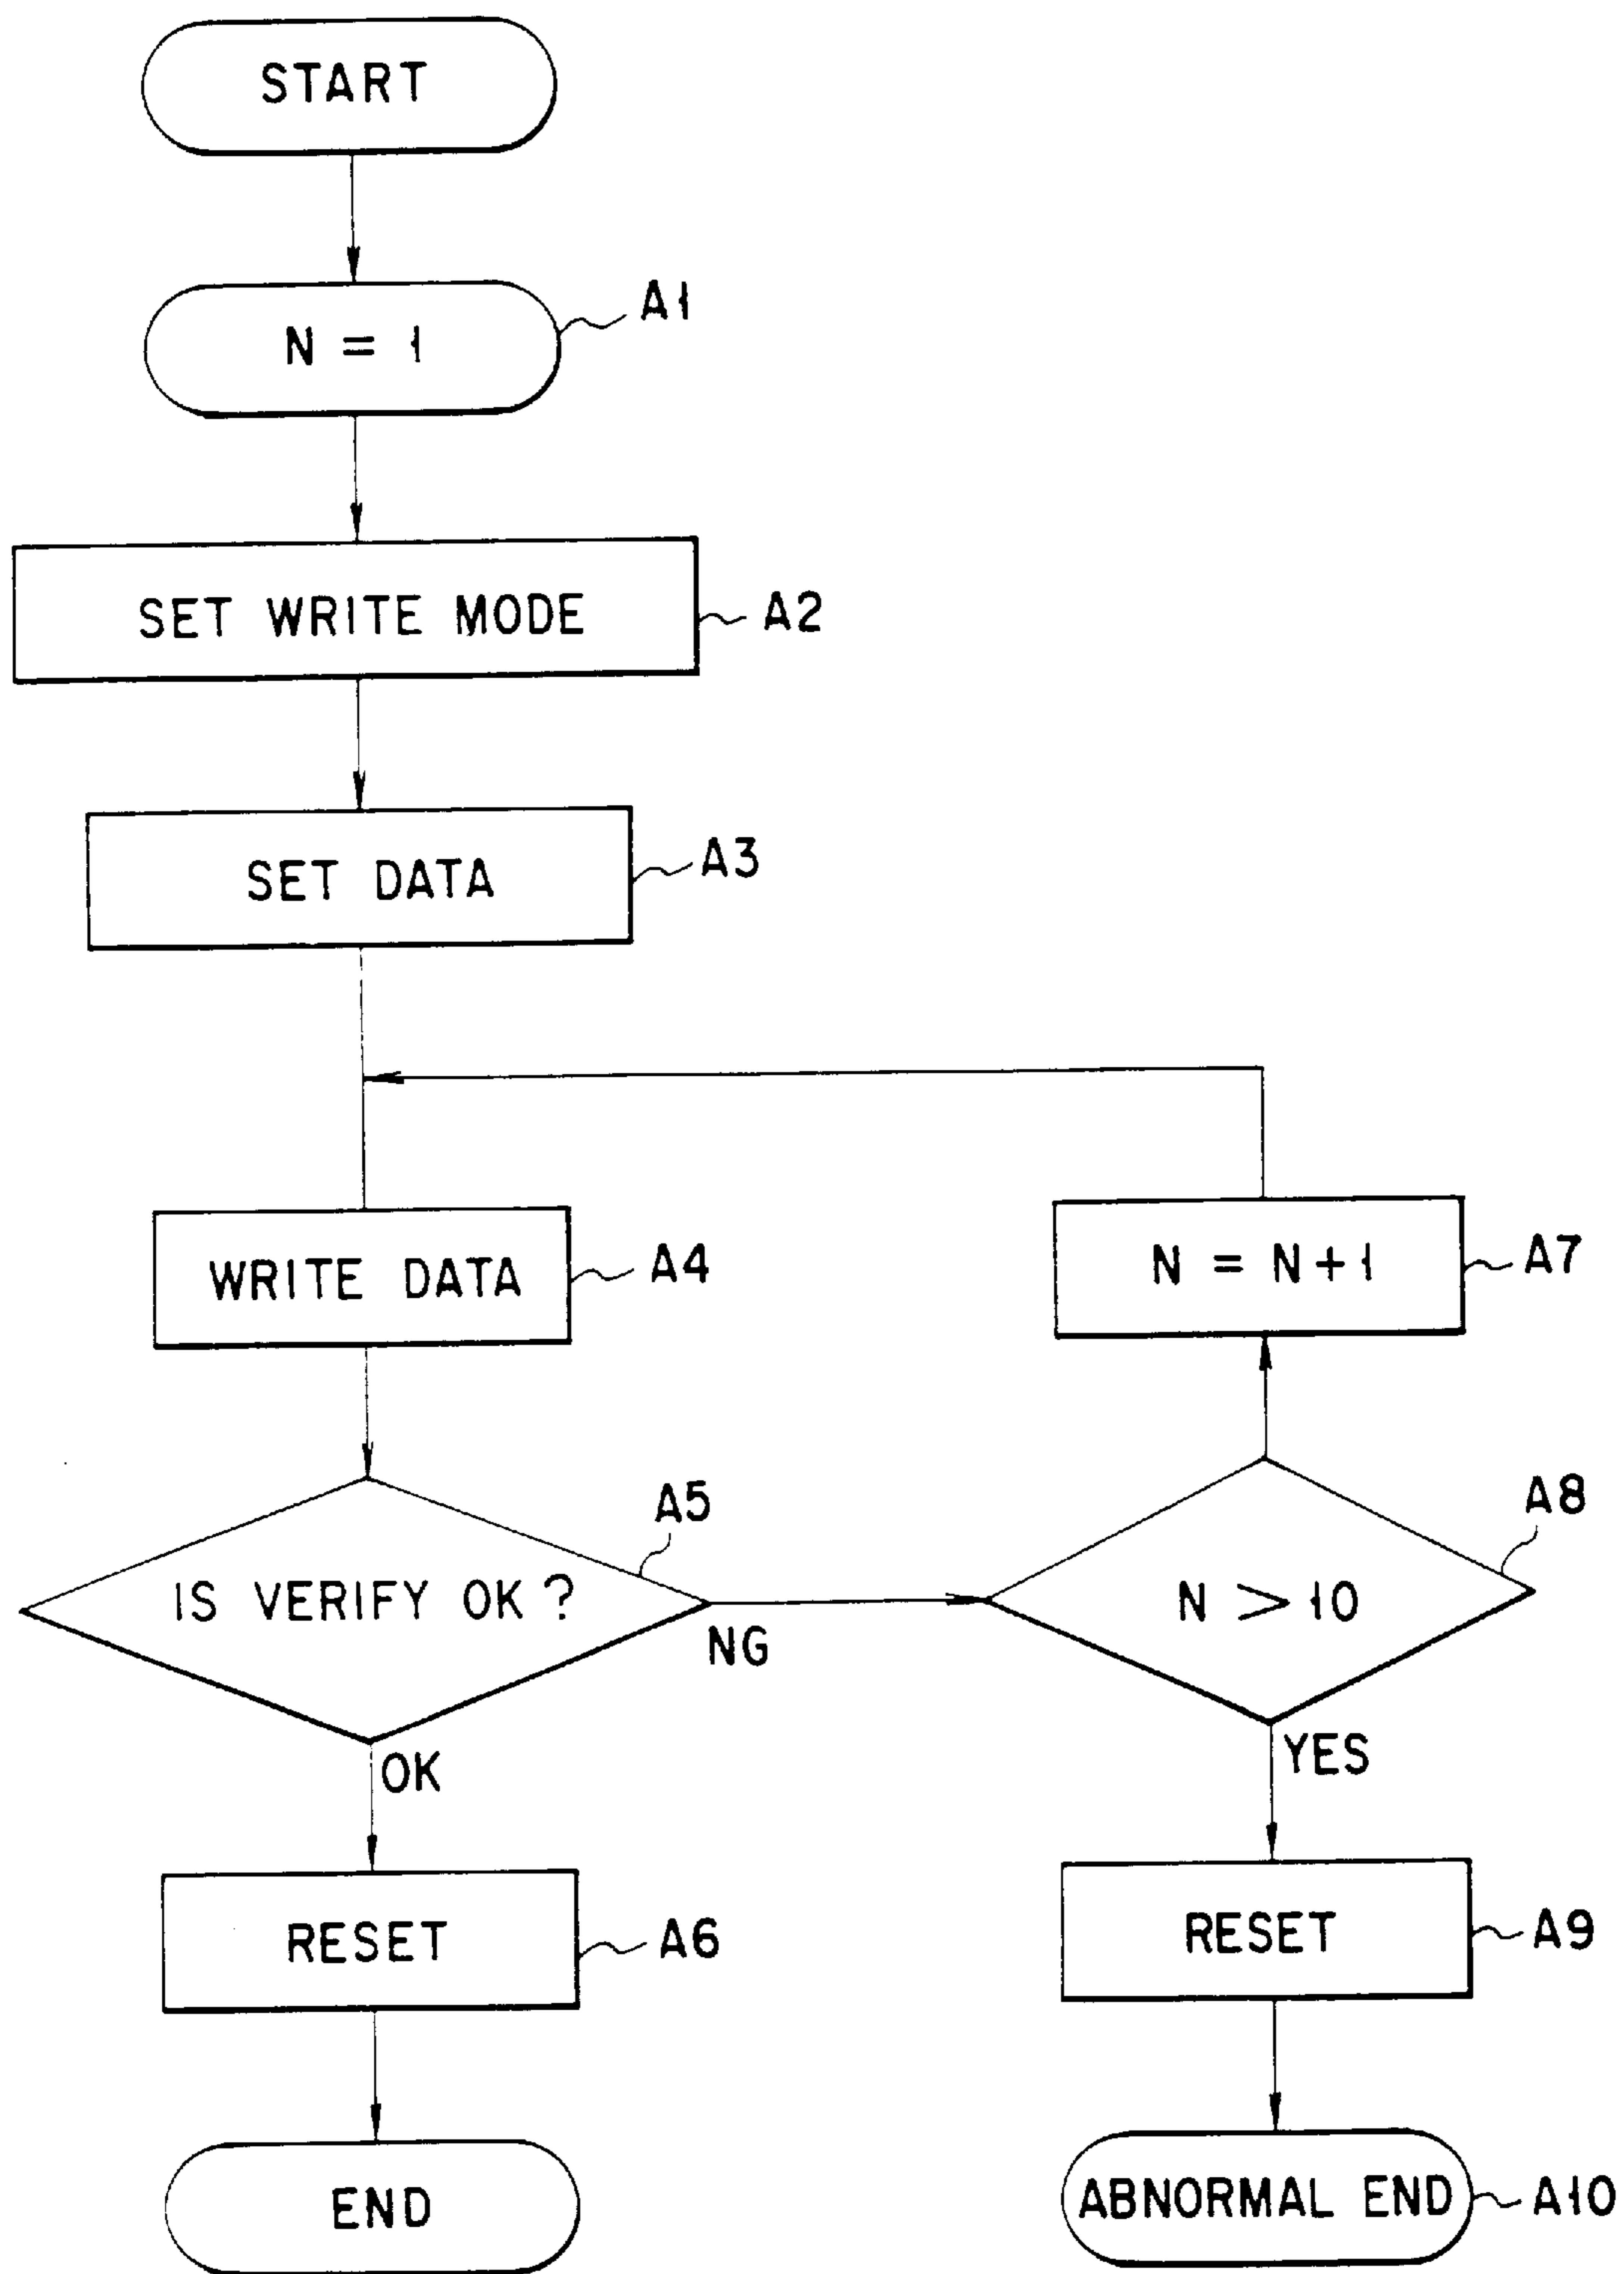 START
N = 1
A1
SET WRITE MODE
A2
SET DATA
A3
WRITE DATA
A4
N = N+1
A7
IS VERIFY OK?
A5
NG
N > 10
A8
OK
YES
RESET
A6
RESET
A9
END
ABNORMAL END
A10